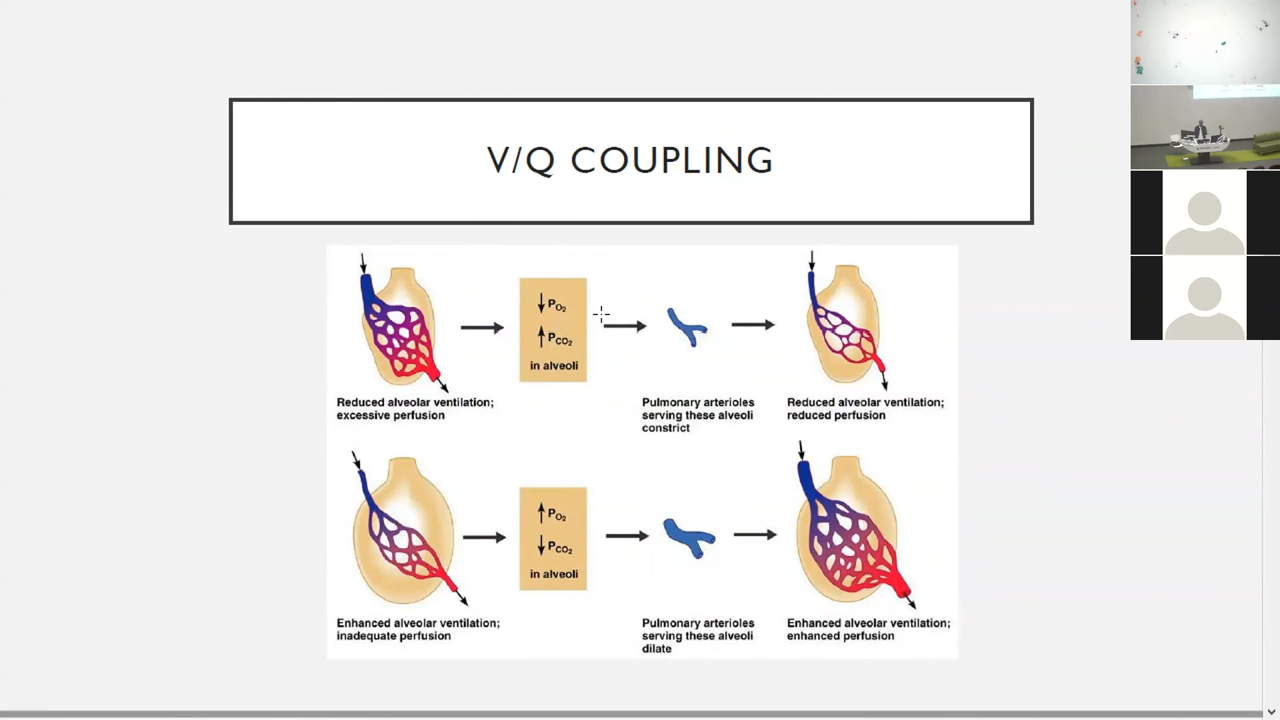 V/Q COUPLING
↓ PO₂
↑ PCO₂
in alveoli
Reduced alveolar ventilation;
excessive perfusion
Pulmonary arterioles
serving these alveoli
constrict
Reduced alveolar ventilation;
reduced perfusion
↑ PO₂
↓ PCO₂
in alveoli
Enhanced alveolar ventilation;
inadequate perfusion
Pulmonary arterioles
serving these alveoli
dilate
Enhanced alveolar ventilation;
enhanced perfusion